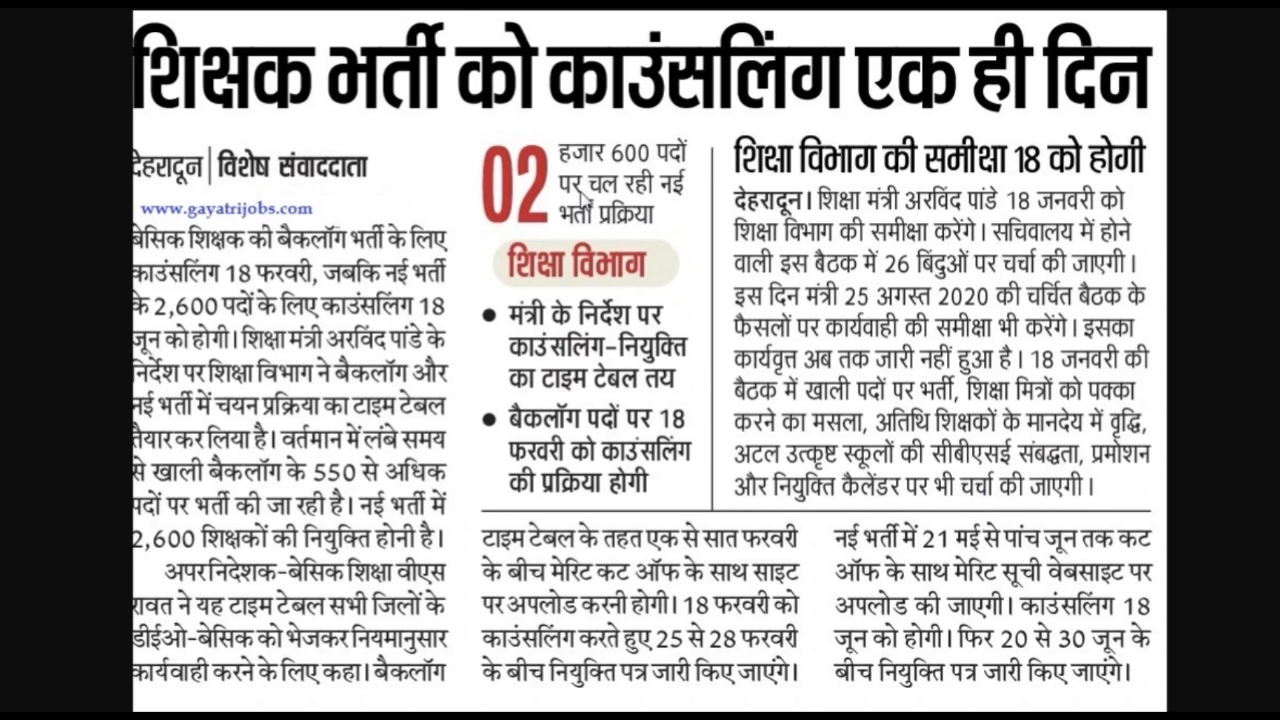 शिक्षक भर्ती को काउंसलिंग एक ही दिन
देहरादून | विशेष संवाददाता
www.gayatrijobs.com
बेसिक शिक्षक की बैकलॉग भर्ती के लिए
काउंसलिंग 18 फरवरी, जबकि नई भर्ती
के 2,600 पदों के लिए काउंसलिंग 18
जून को होगी। शिक्षा मंत्री अरविंद पांडे के
निर्देश पर शिक्षा विभाग ने बैकलॉग और
नई भर्ती में चयन प्रक्रिया का टाइम टेबल
तैयार कर लिया है। वर्तमान में लंबे समय
से खाली बैकलॉग के 550 से अधिक
पदों पर भर्ती की जा रही है। नई भर्ती में
2,600 शिक्षकों की नियुक्ति होनी है।
अपर निदेशक-बेसिक शिक्षा वीएस
रावत ने यह टाइम टेबल सभी जिलों के
डीईओ-बेसिक को भेजकर नियमानुसार
कार्यवाही करने के लिए कहा। बैकलॉग
02 हजार 600 पदों
पर चल रही नई
भर्ती प्रक्रिया
शिक्षा विभाग
● मंत्री के निर्देश पर
काउंसलिंग-नियुक्ति
का टाइम टेबल तय
● बैकलॉग पदों पर 18
फरवरी को काउंसलिंग
की प्रक्रिया होगी
शिक्षा विभाग की समीक्षा 18 को होगी
देहरादून। शिक्षा मंत्री अरविंद पांडे 18 जनवरी को
शिक्षा विभाग की समीक्षा करेंगे। सचिवालय में होने
वाली इस बैठक में 26 बिंदुओं पर चर्चा की जाएगी।
इस दिन मंत्री 25 अगस्त 2020 की चर्चित बैठक के
फैसलों पर कार्यवाही की समीक्षा भी करेंगे। इसका
कार्यवृत्त अब तक जारी नहीं हुआ है। 18 जनवरी की
बैठक में खाली पदों पर भर्ती, शिक्षा मित्रों को पक्का
करने का मसला, अतिथि शिक्षकों के मानदेय में वृद्धि,
अटल उत्कृष्ट स्कूलों की सीबीएसई संबद्धता, प्रमोशन
और नियुक्ति कैलेंडर पर भी चर्चा की जाएगी।
टाइम टेबल के तहत एक से सात फरवरी
के बीच मेरिट कट ऑफ के साथ साइट
पर अपलोड करनी होगी। 18 फरवरी को
काउंसलिंग करते हुए 25 से 28 फरवरी
के बीच नियुक्ति पत्र जारी किए जाएंगे।
नई भर्ती में 21 मई से पांच जून तक कट
ऑफ के साथ मेरिट सूची वेबसाइट पर
अपलोड की जाएगी। काउंसलिंग 18
जून को होगी। फिर 20 से 30 जून के
बीच नियुक्ति पत्र जारी किए जाएंगे।